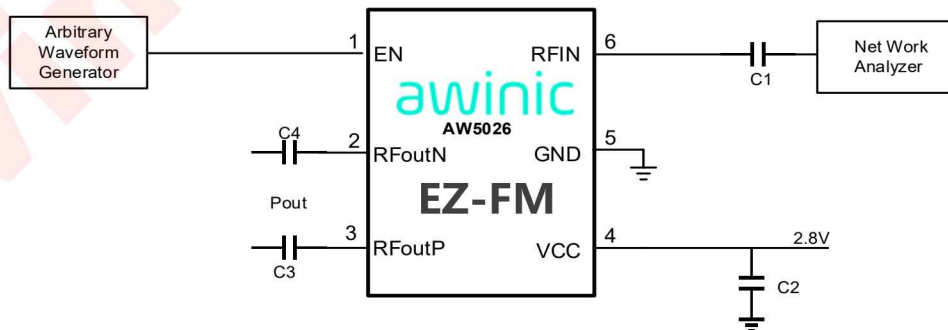 Arbitrary
Waveform
Generator
1
EN
RFIN
6
C1
Net Work
Analyzer
awinic
AW5026
C4
2
RFoutN
GND
5
EZ-FM
Pout
3
RFoutP
VCC
4
2.8V
C3
C2